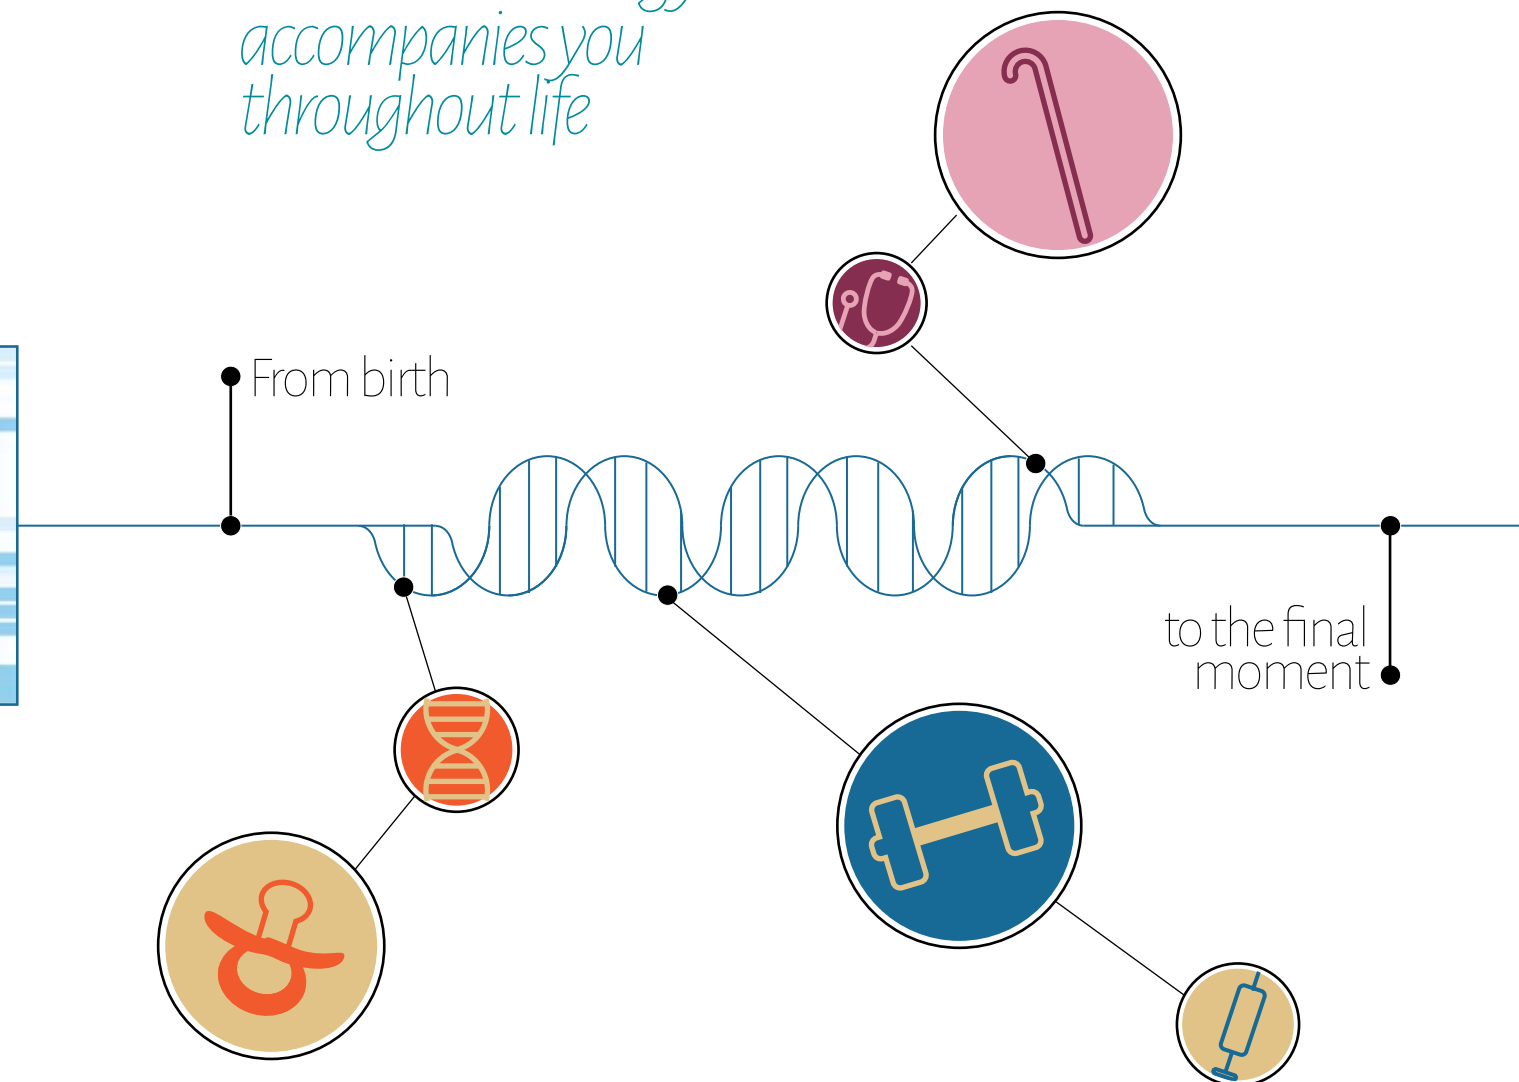 accompanies you
throughout life
From birth
to the final
moment